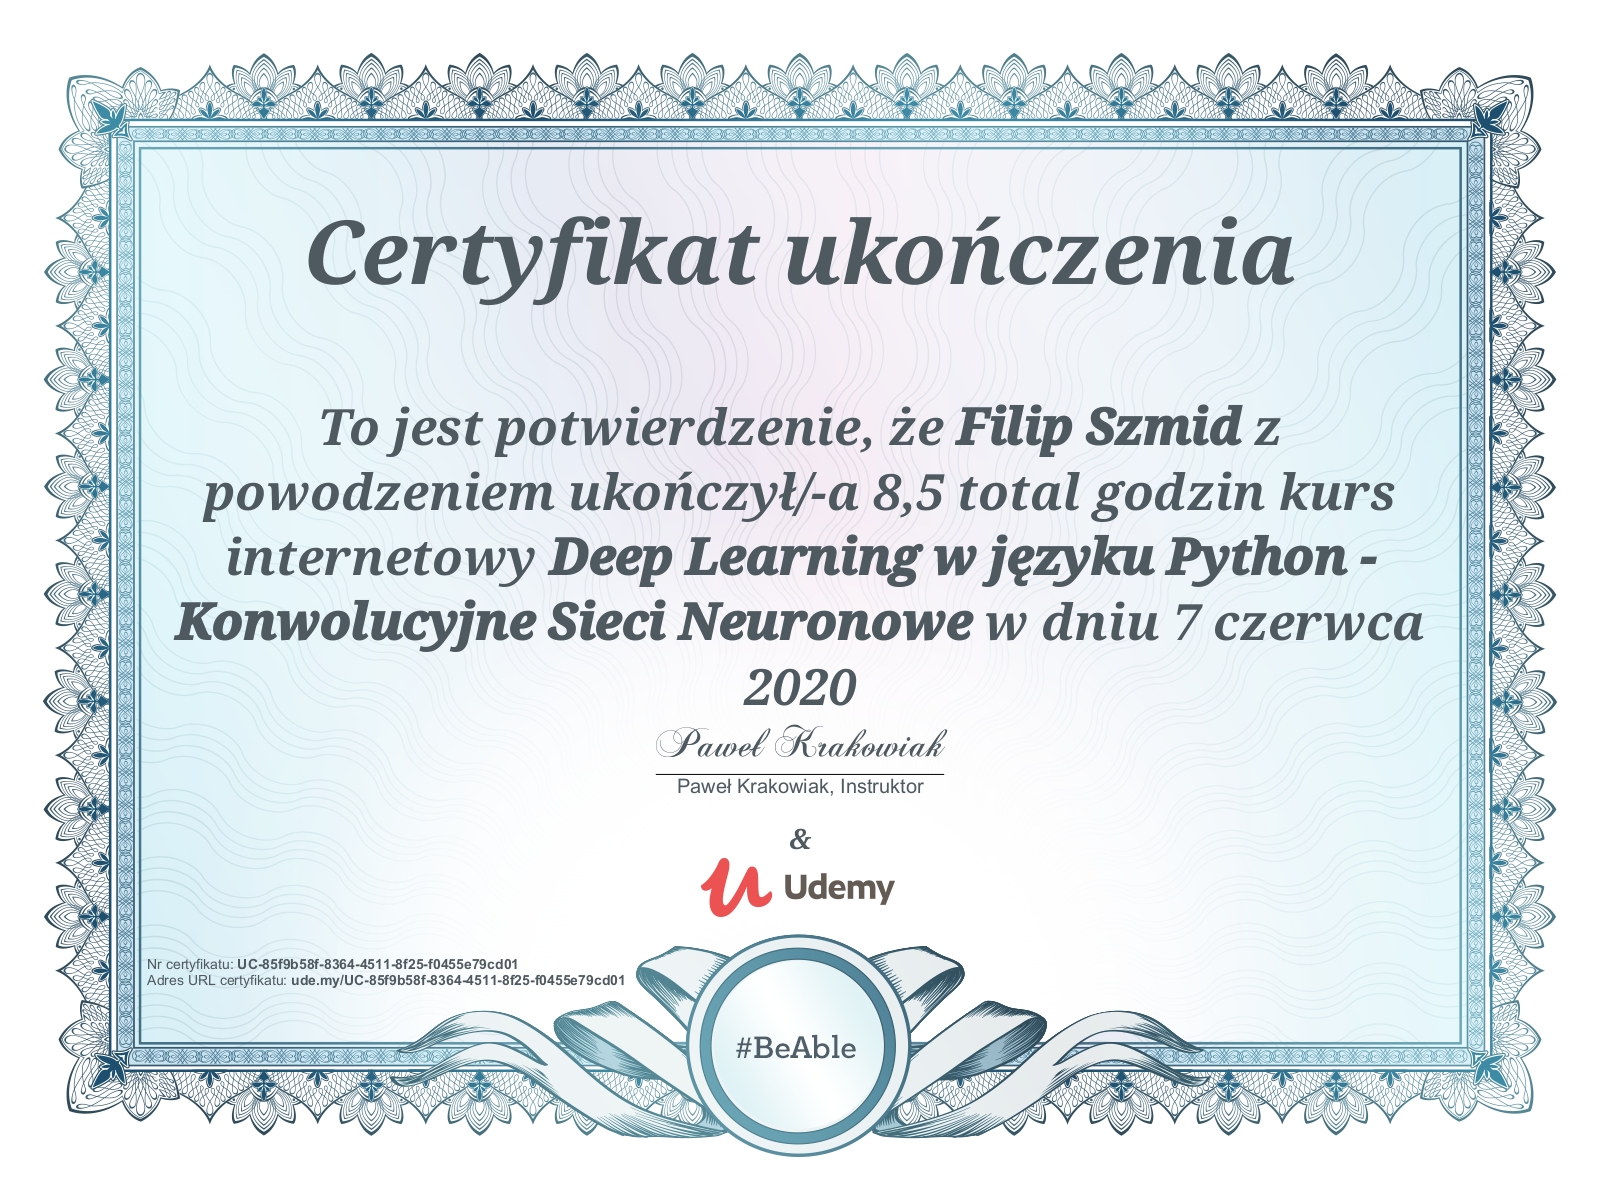 Certyfikat ukończenia
To jest potwierdzenie, że Filip Szmid z
powodzeniem ukończył/-a 8,5 total godzin kurs
internetowy Deep Learning w języku Python -
Konwolucyjne Sieci Neuronowe w dniu 7 czerwca
2020
Paweł Krakowiak
Paweł Krakowiak, Instruktor
&
Udemy
Nr certyfikatu: UC-85f9b58f-8364-4511-8f25-f0455e79cd01
Adres URL certyfikatu: ude.my/UC-85f9b58f-8364-4511-8f25-f0455e79cd01
#BeAble